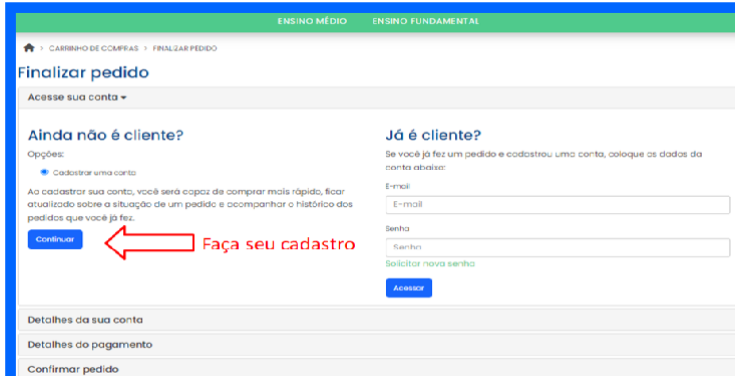 ENSINO MÉDIO ENSINO FUNDAMENTAL
> CARRINHO DE COMPRAS > FINALIZAR PEDIDO
Finalizar pedido
Acesse sua conta
Ainda não é cliente?
Opções:
Cadastrar uma conta
Ao cadastrar sua conta, você será capaz de comprar mais rápido, ficar
atualizado sobre a situação de um pedido e acompanhar o histórico dos
pedidos que você já fez.
Continuar
Faça seu cadastro
Já é cliente?
Se você já fez um pedido e cadastrou uma conta, coloque os dados da
conta abaixo:
E-mail
E-mail
Senha
Senha
Solicitar nova senha
Acessar
Detalhes da sua conta
Detalhes do pagamento
Confirmar pedido